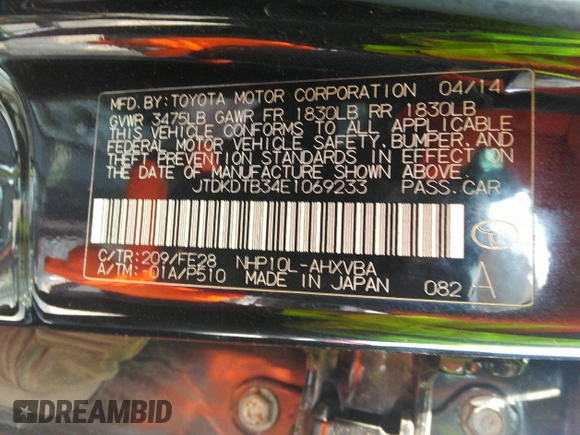 MFD. BY: TOYOTA MOTOR CORPORATION 04/14
GVWR 3475LB GAWR FR 1830LB RR 1830LB
THIS VEHICLE CONFORMS TO ALL APPLICABLE
FEDERAL MOTOR VEHICLE SAFETY, BUMPER, AND
THEFT PREVENTION STANDARDS IN EFFECT ON
THE DATE OF MANUFACTURE SHOWN ABOVE.
JTDKDTB34E1069233 PASS. CAR
C/TR: 209/FE28 NHP10L-AHXVBA
A/TM: -01A/P510 MADE IN JAPAN 082 A
DREAMBID